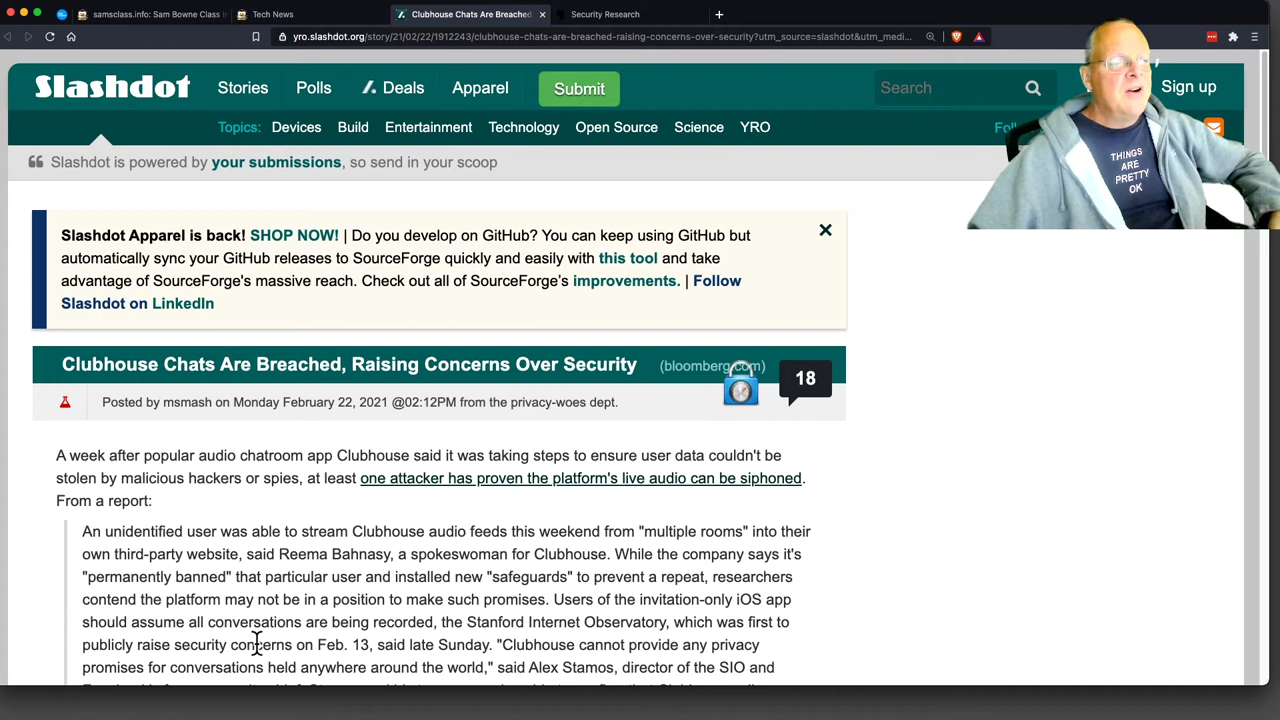 samsclass.info: Sam Bowne Class In
Tech News
Clubhouse Chats Are Breached,
Security Research
yro.slashdot.org/story/21/02/22/1912243/clubhouse-chats-are-breached-raising-concerns-over-security?utm_source=slashdot&utm_medi...
Slashdot
Stories
Polls
Deals
Apparel
Submit
Search
Sign up
Topics:
Devices
Build
Entertainment
Technology
Open Source
Science
YRO
Slashdot is powered by your submissions, so send in your scoop
THINGS
ARE
PRETTY
OK
Slashdot Apparel is back! SHOP NOW! | Do you develop on GitHub? You can keep using GitHub but
automatically sync your GitHub releases to SourceForge quickly and easily with this tool and take
advantage of SourceForge's massive reach. Check out all of SourceForge's improvements. | Follow
Slashdot on LinkedIn
Clubhouse Chats Are Breached, Raising Concerns Over Security (bloomberg.com)
18
Posted by msmash on Monday February 22, 2021 @02:12PM from the privacy-woes dept.
A week after popular audio chatroom app Clubhouse said it was taking steps to ensure user data couldn't be
stolen by malicious hackers or spies, at least one attacker has proven the platform's live audio can be siphoned.
From a report:
An unidentified user was able to stream Clubhouse audio feeds this weekend from "multiple rooms" into their
own third-party website, said Reema Bahnasy, a spokeswoman for Clubhouse. While the company says it's
"permanently banned" that particular user and installed new "safeguards" to prevent a repeat, researchers
contend the platform may not be in a position to make such promises. Users of the invitation-only iOS app
should assume all conversations are being recorded, the Stanford Internet Observatory, which was first to
publicly raise security concerns on Feb. 13, said late Sunday. "Clubhouse cannot provide any privacy
promises for conversations held anywhere around the world," said Alex Stamos, director of the SIO and